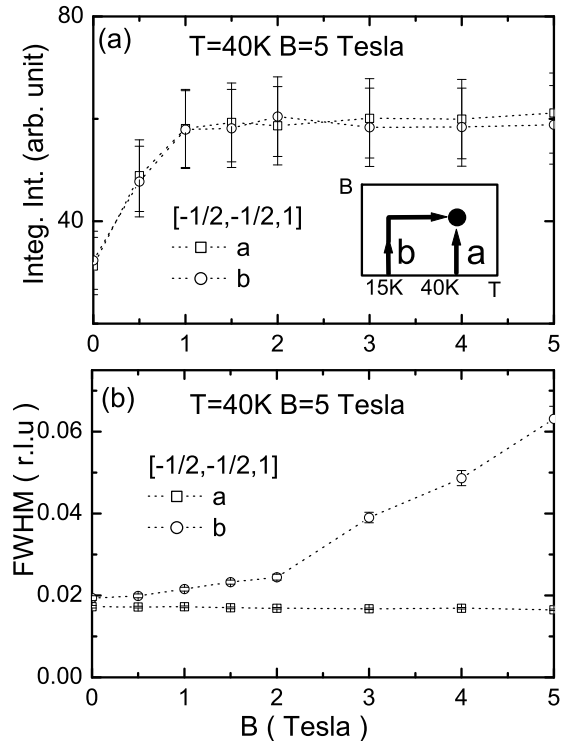 80
(a)
T=40K B=5 Tesla
Integ. Int. (arb. unit)
40
[-1/2,-1/2,1]
a
b
B
b
a
15K 40K T
0 1 2 3 4 5
(b)
T=40K B=5 Tesla
0.06
[-1/2,-1/2,1]
a
b
FWHM ( r.l.u )
0.04
0.02
0.00
0 1 2 3 4 5
B ( Tesla )